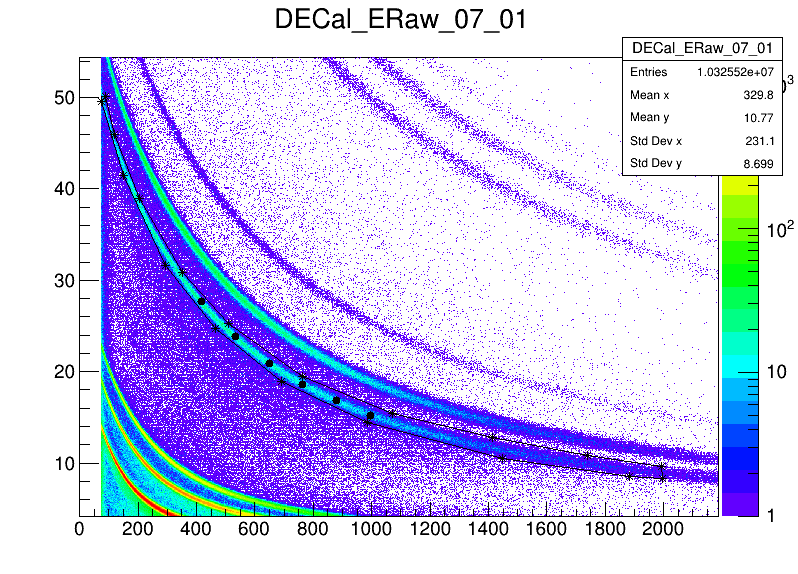 DECal_ERaw_07_01
DECal_ERaw_07_01
Entries 1.032552e+07
Mean x 329.8
Mean y 10.77
Std Dev x 231.1
Std Dev y 8.699
50
40
30
20
10
0 200 400 600 800 1000 1200 1400 1600 1800 2000
10²
10
1